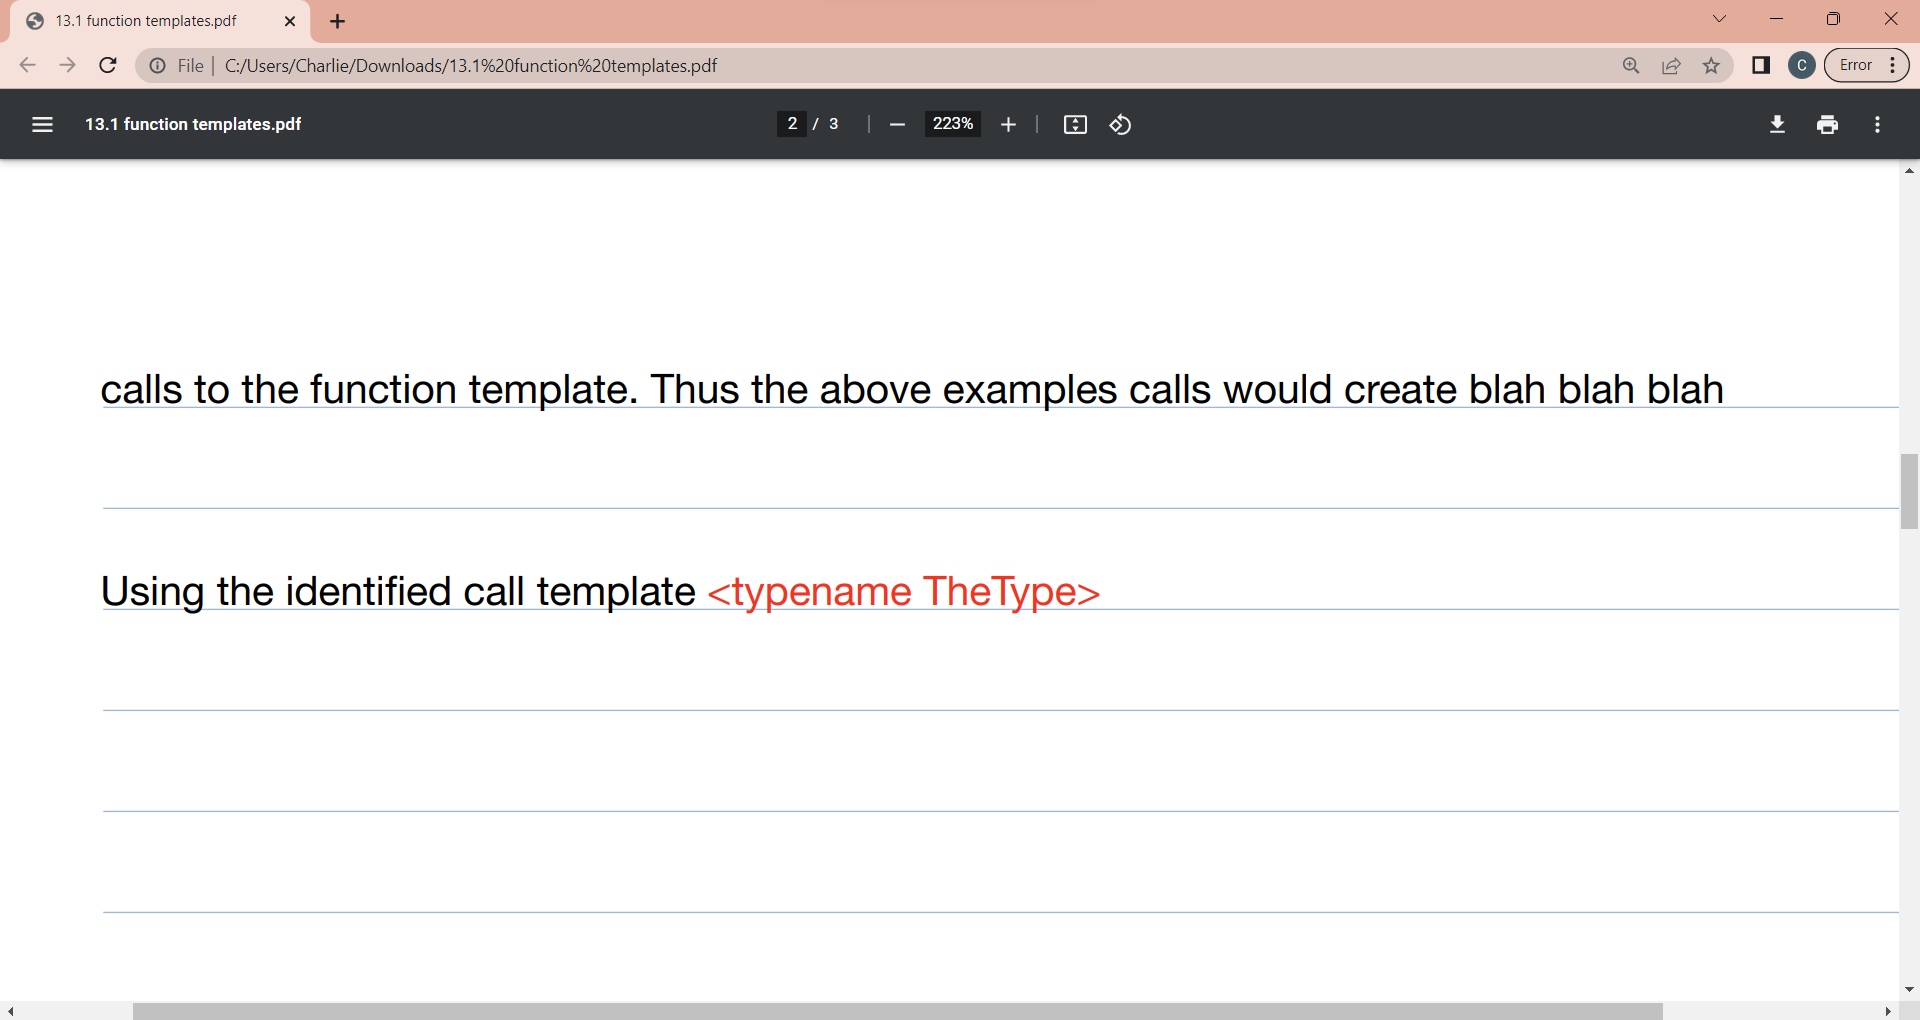 13.1 function templates.pdf
File | C:/Users/Charlie/Downloads/13.1%20function%20templates.pdf
C
Error
13.1 function templates.pdf
2 / 3
223%
calls to the function template. Thus the above examples calls would create blah blah blah
Using the identified call template <typename TheType>